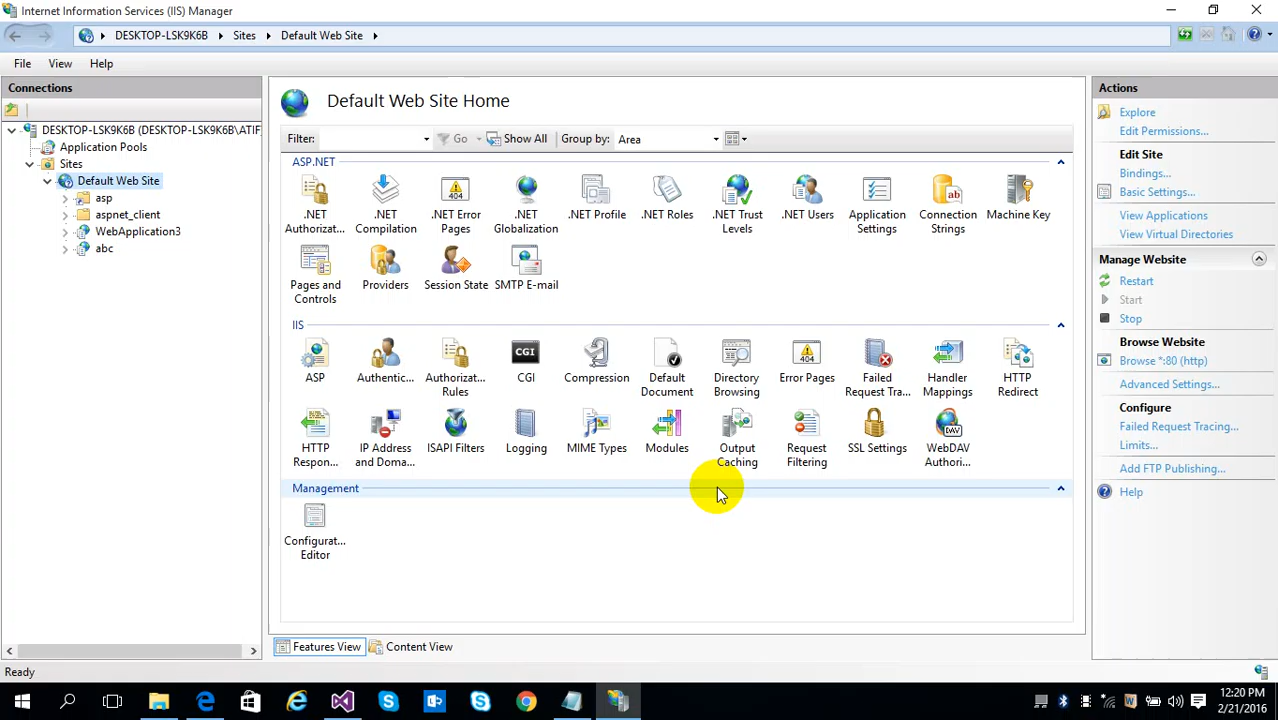 Internet Information Services (IIS) Manager
DESKTOP-LSK9K6B Sites Default Web Site
File View Help
Connections
DESKTOP-LSK9K6B (DESKTOP-LSK9K6B\ATIF
Application Pools
Sites
Default Web Site
asp
aspnet_client
WebApplication3
abc
Default Web Site Home
Filter: Go Show All Group by: Area
ASP.NET
.NET Authorizat...
.NET Compilation
.NET Error Pages
.NET Globalization
.NET Profile
.NET Roles
.NET Trust Levels
.NET Users
Application Settings
Connection Strings
Machine Key
Pages and Controls
Providers
Session State
SMTP E-mail
IIS
ASP
Authentic...
Authorizat... Rules
CGI
Compression
Default Document
Directory Browsing
Error Pages
Failed Request Tra...
Handler Mappings
HTTP Redirect
HTTP Respon...
IP Address and Doma...
ISAPI Filters
Logging
MIME Types
Modules
Output Caching
Request Filtering
SSL Settings
WebDAV Authori...
Management
Configurat... Editor
Features View Content View
Actions
Explore
Edit Permissions...
Edit Site
Bindings...
Basic Settings...
View Applications
View Virtual Directories
Manage Website
Restart
Start
Stop
Browse Website
Browse *:80 (http)
Advanced Settings...
Configure
Failed Request Tracing...
Limits...
Add FTP Publishing...
Help
Ready
12:20 PM
2/21/2016